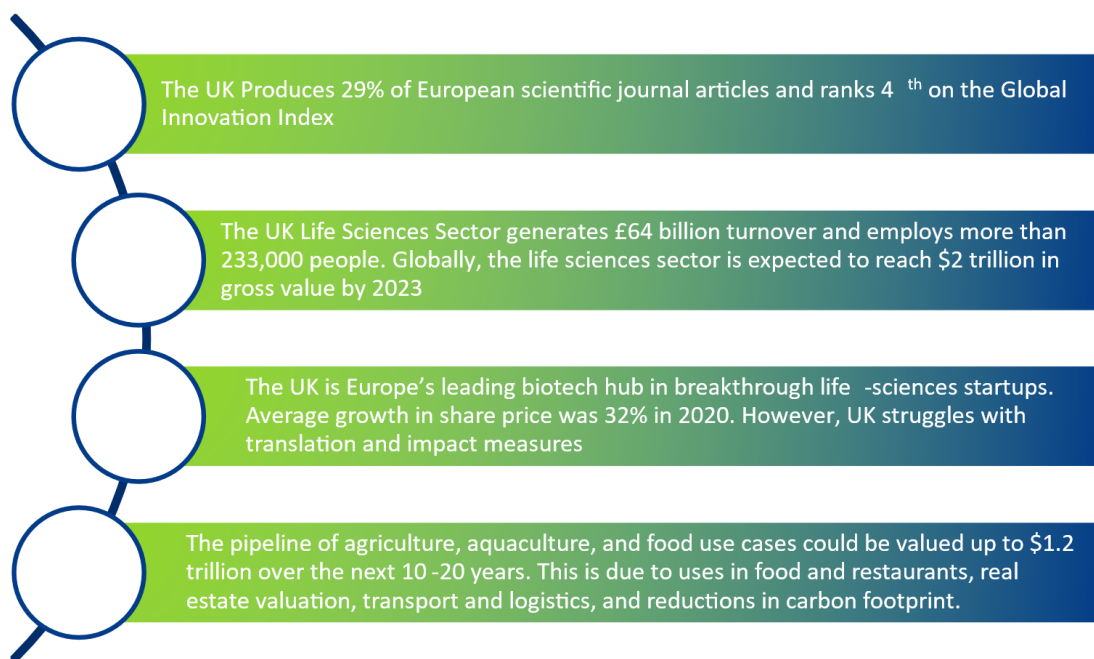 The UK Produces 29% of European scientific journal articles and ranks 4 th on the Global
Innovation Index
The UK Life Sciences Sector generates £64 billion turnover and employs more than
233,000 people. Globally, the life sciences sector is expected to reach $2 trillion in
gross value by 2023
The UK is Europe’s leading biotech hub in breakthrough life -sciences startups.
Average growth in share price was 32% in 2020. However, UK struggles with
translation and impact measures
The pipeline of agriculture, aquaculture, and food use cases could be valued up to $1.2
trillion over the next 10 -20 years. This is due to uses in food and restaurants, real
estate valuation, transport and logistics, and reductions in carbon footprint.